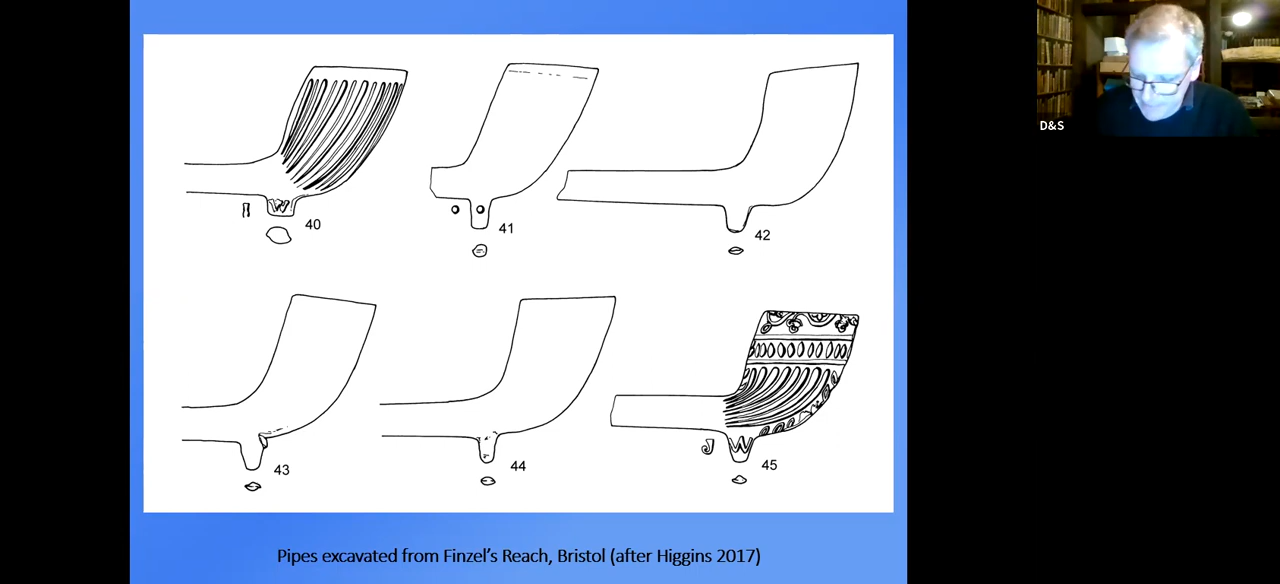 D&S
40
41
42
43
44
45
W
J
W
Pipes excavated from Finzel's Reach, Bristol (after Higgins 2017)